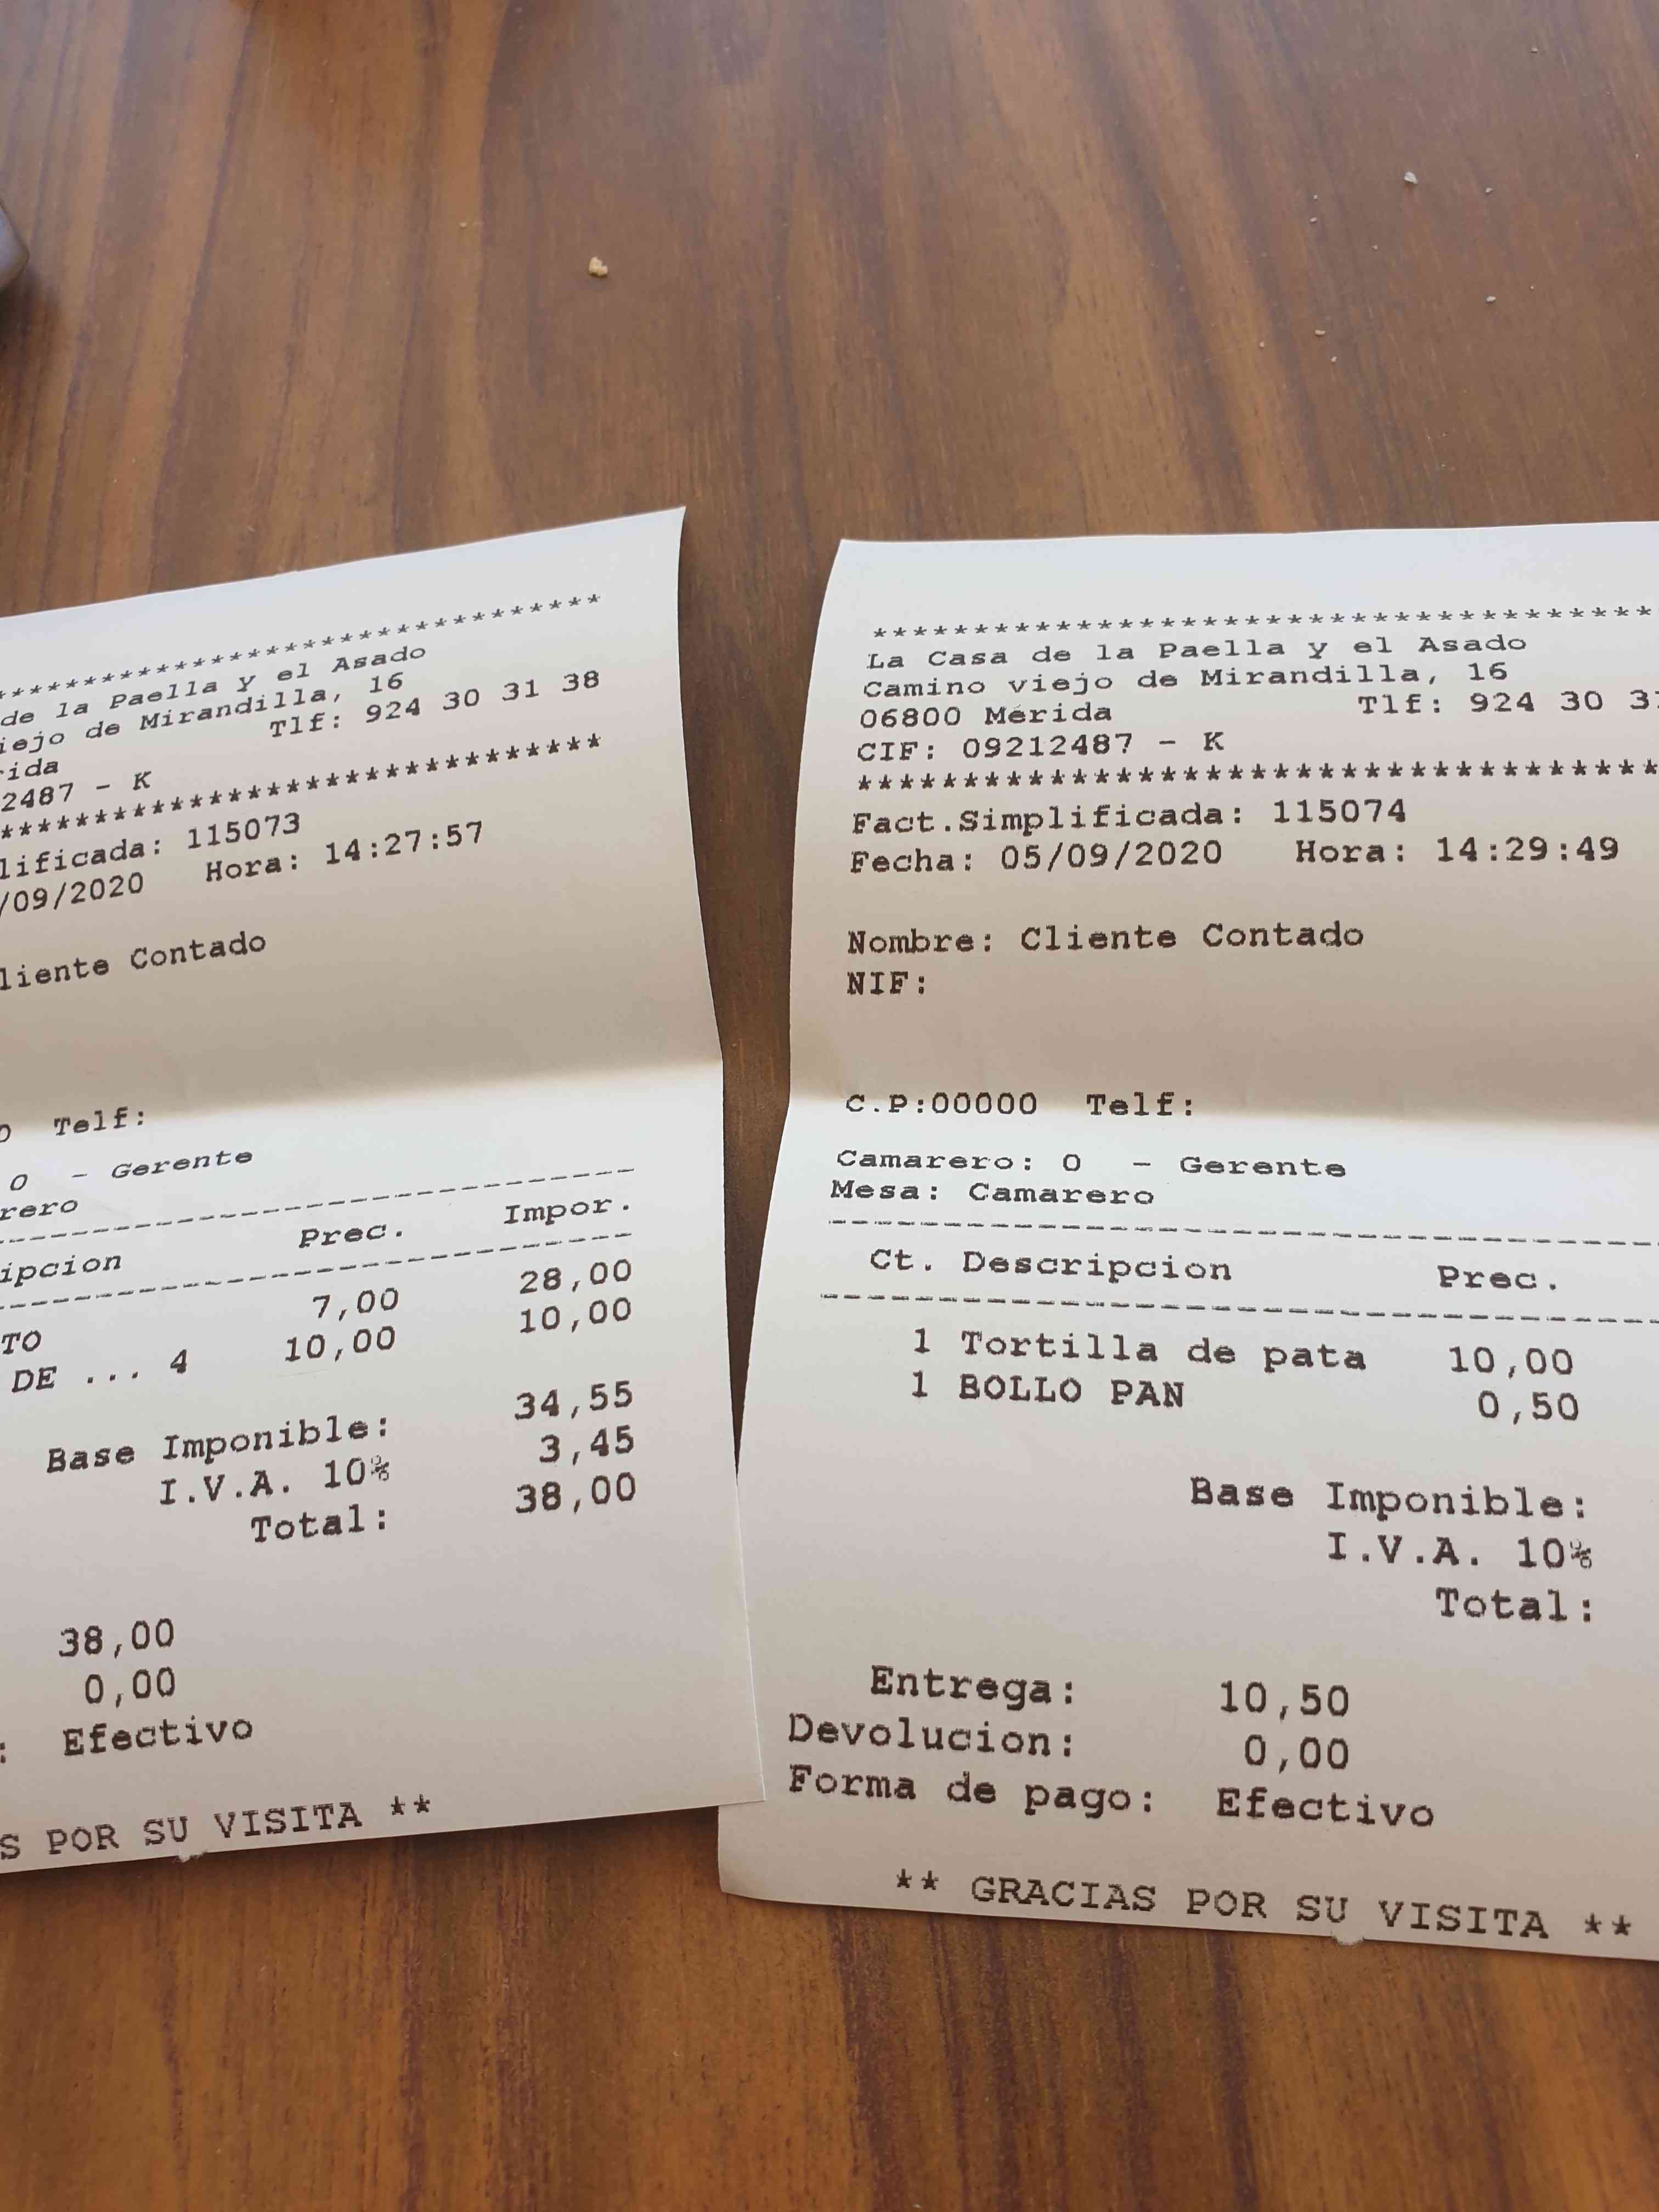 ************************************
de la Paella y el Asado
iejo de Mirandilla, 16
rida Tlf: 924 30 31 38
2487 - K
************************************
lificada: 115073
/09/2020 Hora: 14:27:57
liente Contado
0 Telf:
0 - Gerente
rero
------------------------------------
ipcion Prec. Impor.
------------------------------------
TO 7,00 28,00
DE ... 4 10,00 10,00
Base Imponible: 34,55
I.V.A. 10% 3,45
Total: 38,00
38,00
0,00
: Efectivo
S POR SU VISITA **
**************************************
La Casa de la Paella y el Asado
Camino viejo de Mirandilla, 16
06800 Mérida Tlf: 924 30 31
CIF: 09212487 - K
**************************************
Fact.Simplificada: 115074
Fecha: 05/09/2020 Hora: 14:29:49
Nombre: Cliente Contado
NIF:
C.P:00000 Telf:
Camarero: 0 - Gerente
Mesa: Camarero
------------------------------------
Ct. Descripcion Prec.
------------------------------------
1 Tortilla de pata 10,00
1 BOLLO PAN 0,50
Base Imponible:
I.V.A. 10%
Total:
Entrega: 10,50
Devolucion: 0,00
Forma de pago: Efectivo
** GRACIAS POR SU VISITA **